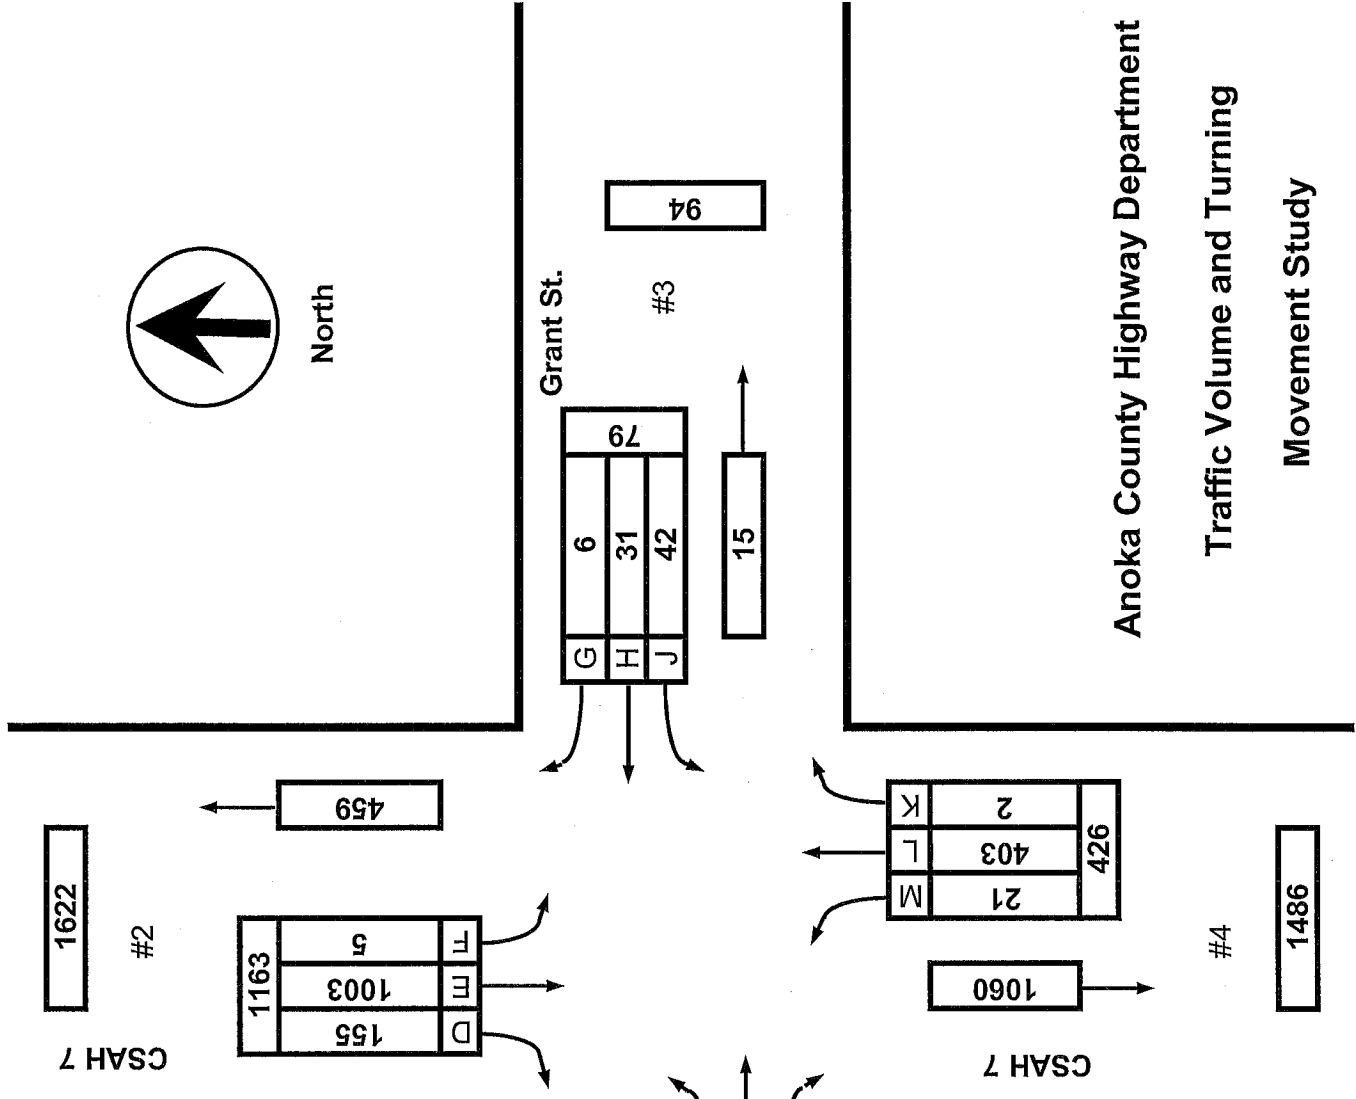 Anoka County Highway Department
Traffic Volume and Turning
Movement Study
North
Grant St.
#3
94
79
G 6
H 31
J 42
15
1622
#2
CSAH 7
459
1163
155 1003 5
D E F
K L M
2 403 21
426
1060
#4
CSAH 7
1486